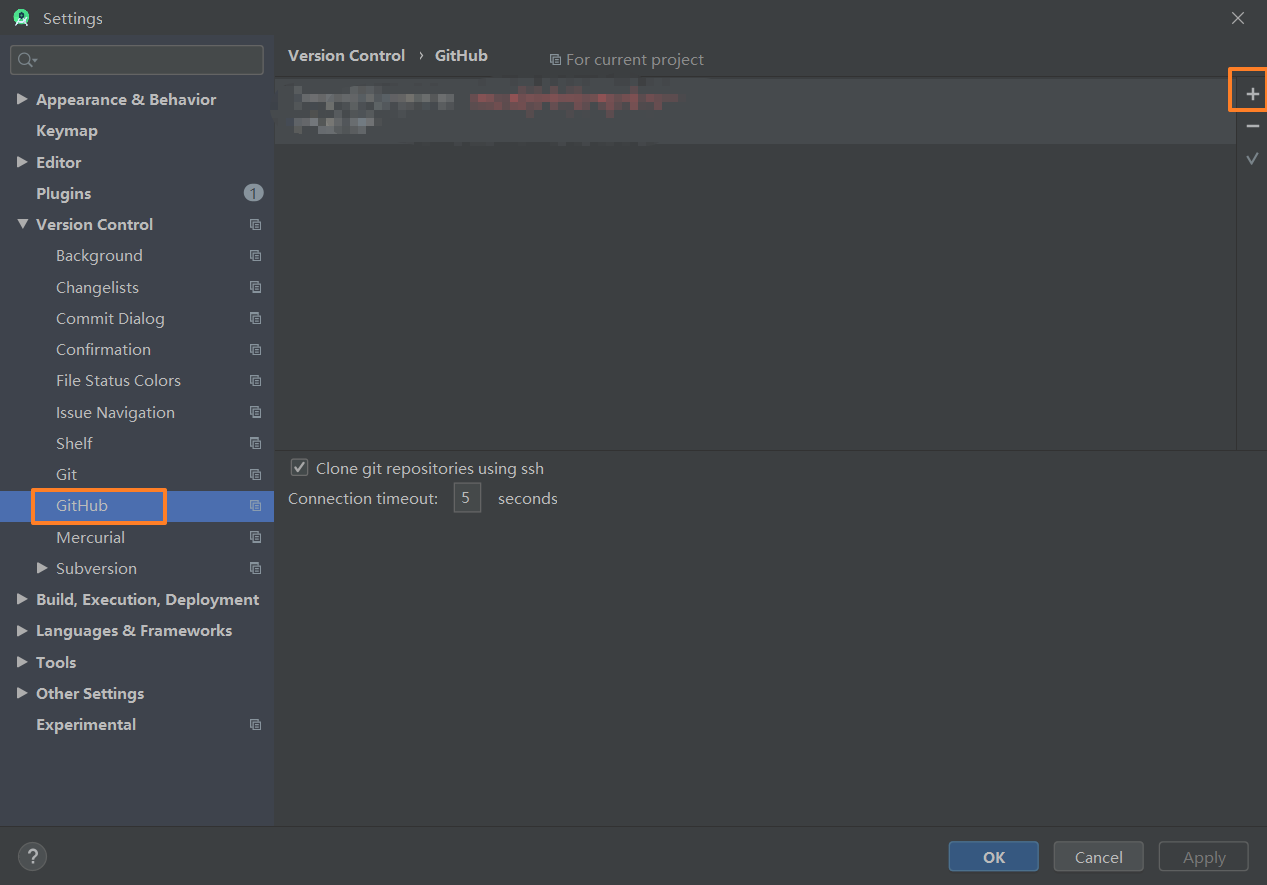 Settings
Version Control › GitHub For current project
Appearance & Behavior
Keymap
Editor
Plugins 1
Version Control
Background
Changelists
Commit Dialog
Confirmation
File Status Colors
Issue Navigation
Shelf
Git
GitHub
Mercurial
Subversion
Build, Execution, Deployment
Languages & Frameworks
Tools
Other Settings
Experimental
Clone git repositories using ssh
Connection timeout: 5 seconds
?
OK Cancel Apply